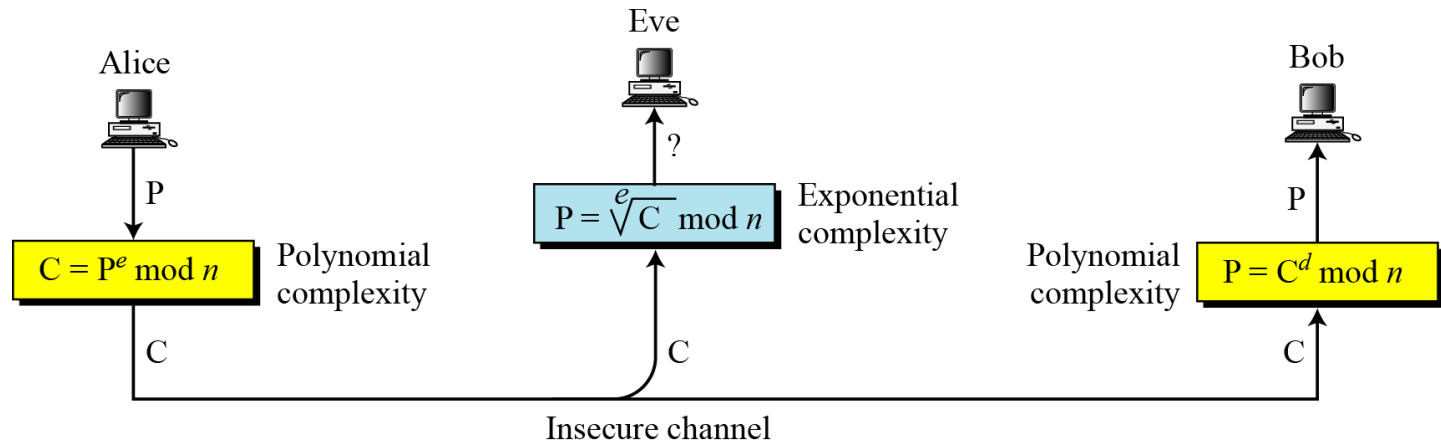 Eve
Alice
Bob
?
P
Exponential
complexity
P = ᵉ√C mod n
P
Polynomial
complexity
C = Pᵉ mod n
Polynomial
complexity
P = Cᵈ mod n
C
C
C
Insecure channel